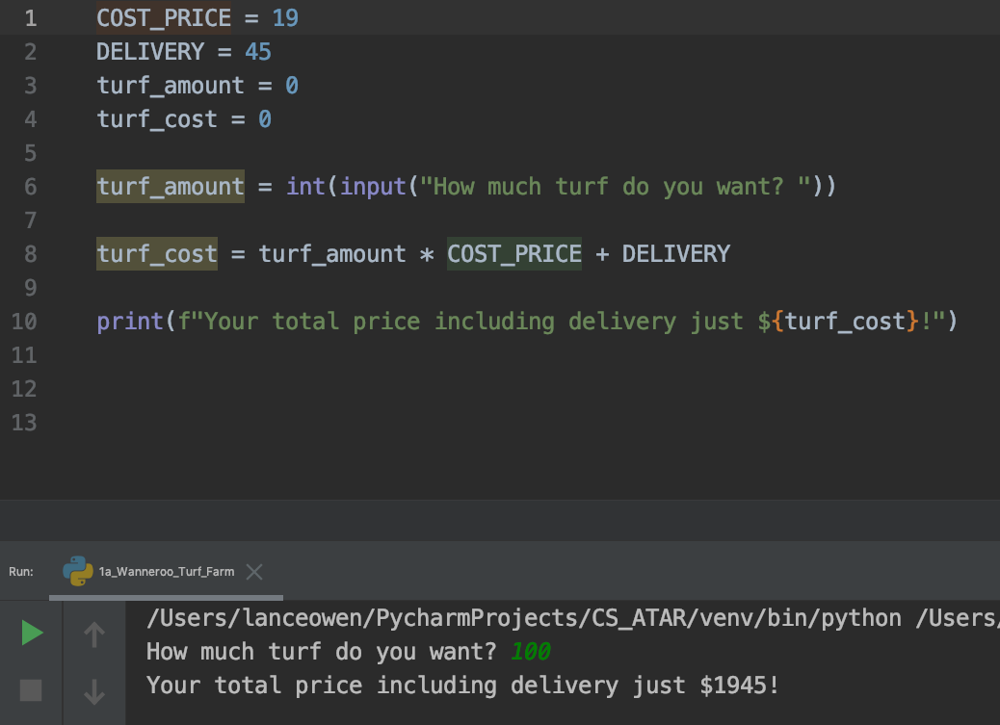 1 COST_PRICE = 19
2 DELIVERY = 45
3 turf_amount = 0
4 turf_cost = 0
5
6 turf_amount = int(input("How much turf do you want? "))
7
8 turf_cost = turf_amount * COST_PRICE + DELIVERY
9
10 print(f"Your total price including delivery just ${turf_cost}!")
11
12
13
Run: 1a_Wanneroo_Turf_Farm
/Users/lanceowen/PycharmProjects/CS_ATAR/venv/bin/python /Users/
How much turf do you want? 100
Your total price including delivery just $1945!